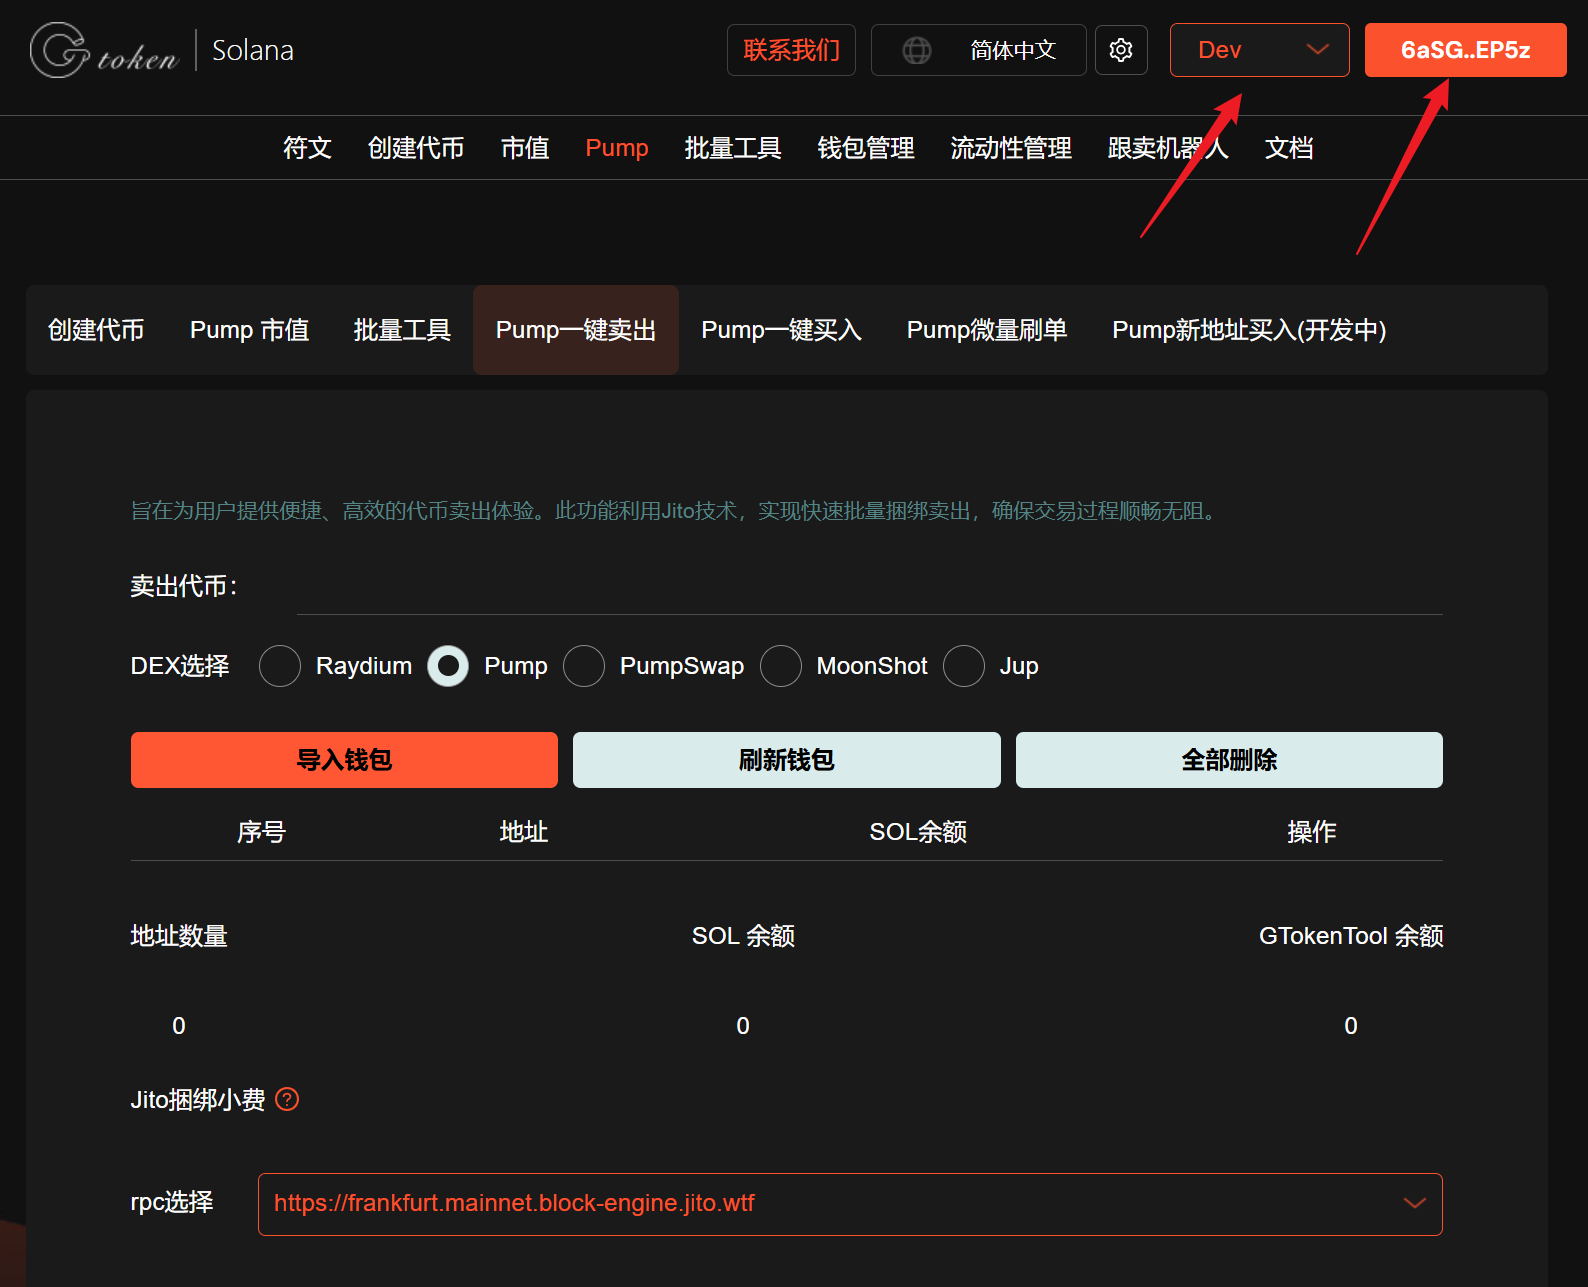 Gtoken | Solana
联系我们
简体中文
Dev
6aSG..EP5z
符文 创建代币 市值 Pump 批量工具 钱包管理 流动性管理 跟卖机器人 文档
创建代币 Pump 市值 批量工具 Pump一键卖出 Pump一键买入 Pump微量刷单 Pump新地址买入(开发中)
旨在为用户提供便捷、高效的代币卖出体验。此功能利用Jito技术，实现快速批量捆绑卖出，确保交易过程顺畅无阻。
卖出代币：
DEX选择 Raydium Pump PumpSwap MoonShot Jup
导入钱包 刷新钱包 全部删除
序号 地址 SOL余额 操作
地址数量 SOL 余额 GTokenTool 余额
0 0 0
Jito捆绑小费 ?
rpc选择 https://frankfurt.mainnet.block-engine.jito.wtf